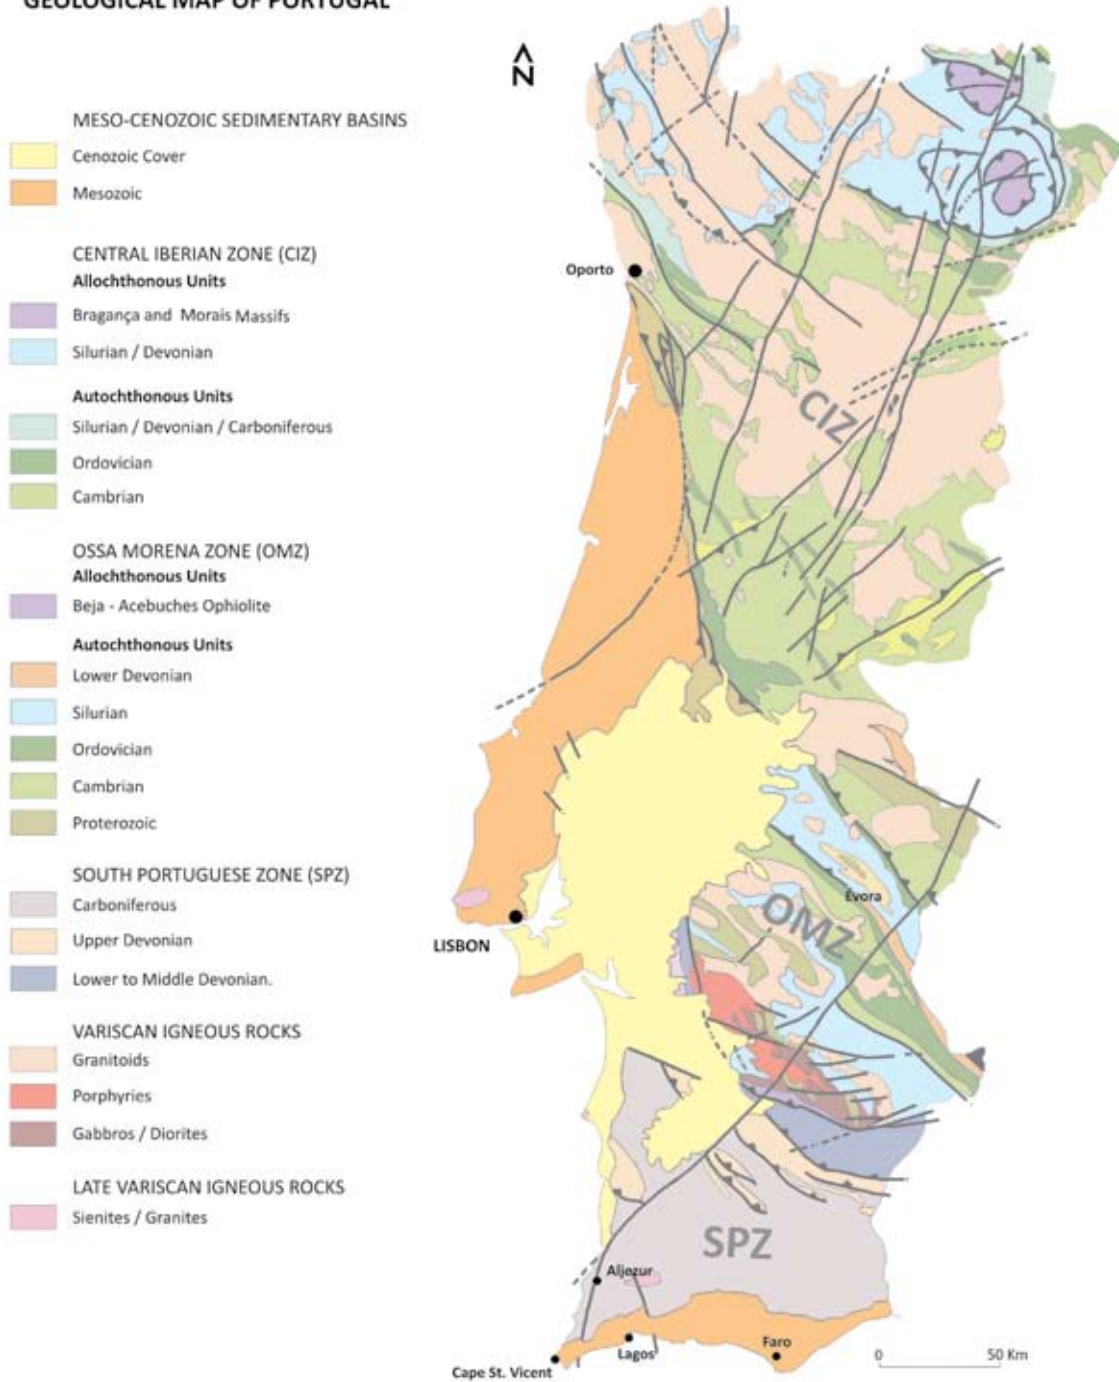 GEOLOGICAL MAP OF PORTUGAL
N
MESO-CENOZOIC SEDIMENTARY BASINS
Cenozoic Cover
Mesozoic
CENTRAL IBERIAN ZONE (CIZ)
Allochthonous Units
Bragança and Morais Massifs
Silurian / Devonian
Autochthonous Units
Silurian / Devonian / Carboniferous
Ordovician
Cambrian
OSSA MORENA ZONE (OMZ)
Allochthonous Units
Beja - Acebuches Ophiolite
Autochthonous Units
Lower Devonian
Silurian
Ordovician
Cambrian
Proterozoic
SOUTH PORTUGUESE ZONE (SPZ)
Carboniferous
Upper Devonian
Lower to Middle Devonian.
VARISCAN IGNEOUS ROCKS
Granitoids
Porphyries
Gabbros / Diorites
LATE VARISCAN IGNEOUS ROCKS
Sienites / Granites
Oporto
CIZ
Évora
OMZ
LISBON
SPZ
Aljezur
Lagos
Faro
Cape St. Vicent
0 50 Km